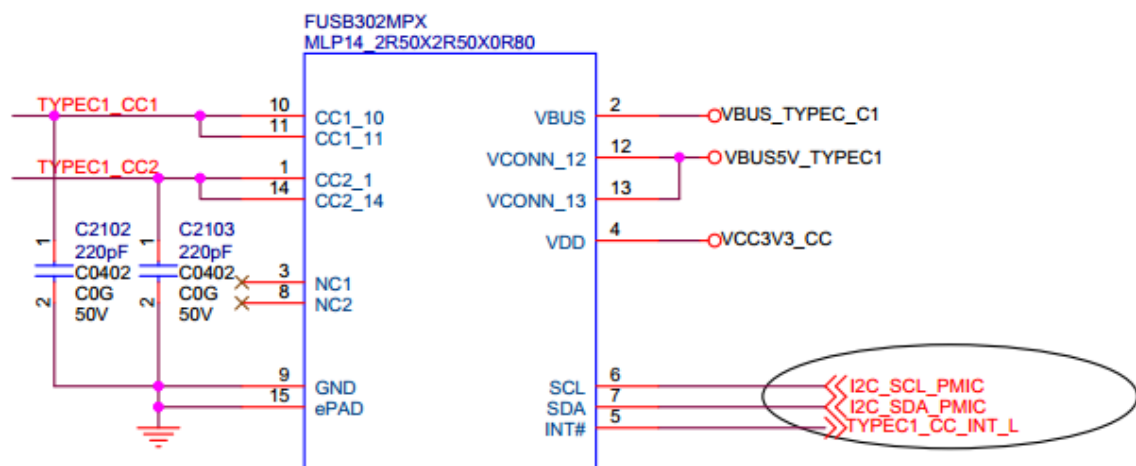 FUSB302MPX
MLP14_2R50X2R50X0R80
TYPEC1_CC1
10
CC1_10
11
CC1_11
TYPEC1_CC2
1
CC2_1
14
CC2_14
VBUS
2
VBUS_TYPEC_C1
VCONN_12
12
VBUS5V_TYPEC1
VCONN_13
13
VDD
4
VCC3V3_CC
C2102
1
220pF
C0402
C0G
2
50V
C2103
1
220pF
C0402
C0G
2
50V
3
NC1
8
NC2
9
GND
15
ePAD
SCL
6
I2C_SCL_PMIC
SDA
7
I2C_SDA_PMIC
INT#
5
TYPEC1_CC_INT_L